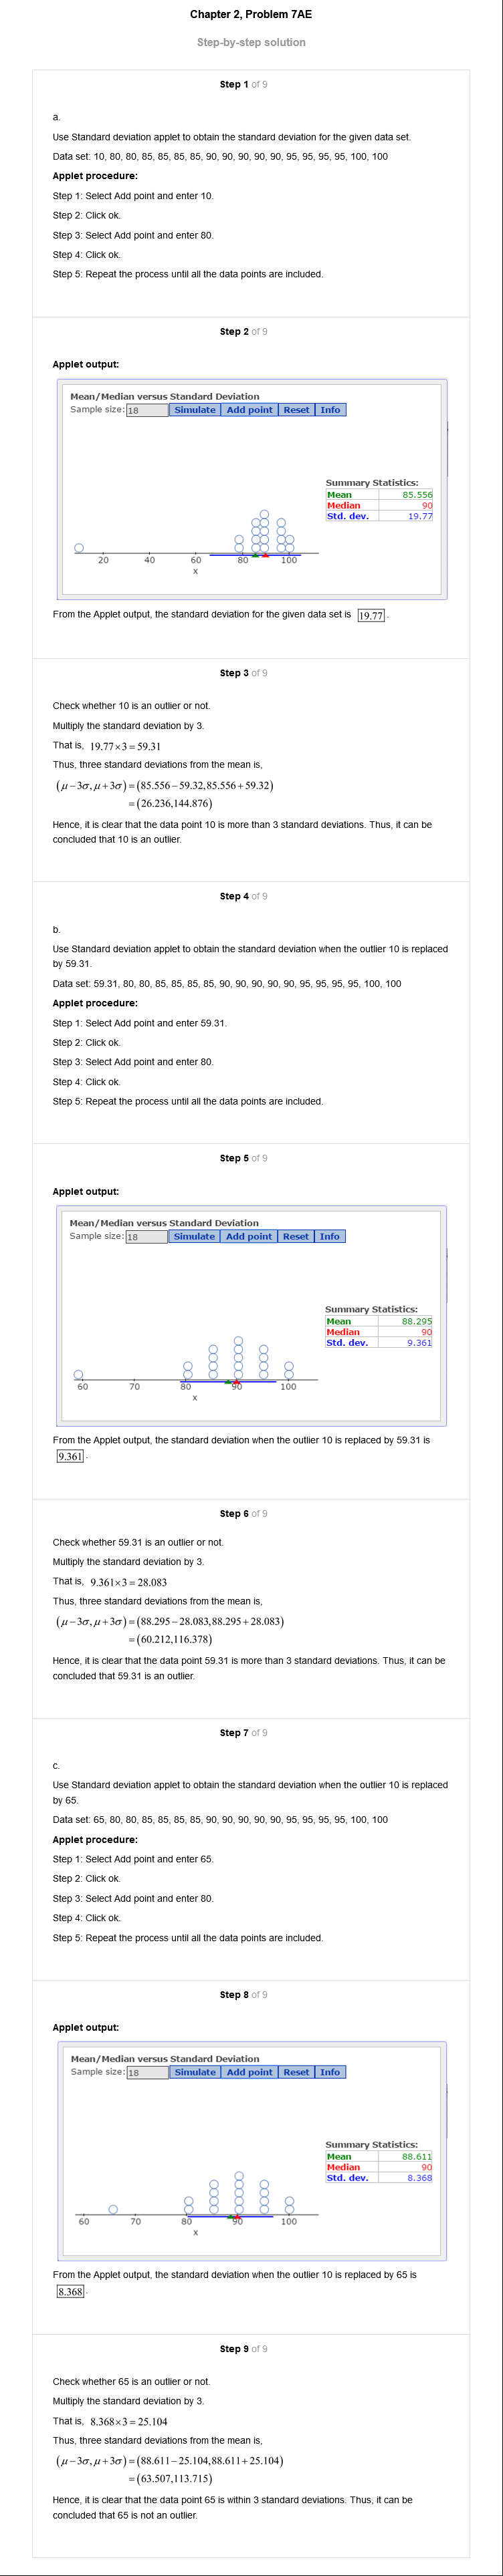 Chapter 2, Problem 7AE
Step-by-step solution
Step 1 of 9
a.
Use Standard deviation applet to obtain the standard deviation for the given data set.
Data set: 10, 80, 80, 85, 85, 85, 85, 90, 90, 90, 90, 90, 95, 95, 95, 95, 100, 100
Applet procedure:
Step 1: Select Add point and enter 10.
Step 2: Click ok.
Step 3: Select Add point and enter 80.
Step 4: Click ok.
Step 5: Repeat the process until all the data points are included.
Step 2 of 9
Applet output:
Mean/Median versus Standard Deviation
Sample size: 18 Simulate Add point Reset Info
Summary Statistics:
Mean 85.556
Median 90
Std. dev. 19.77
20 40 60 80 100
x
From the Applet output, the standard deviation for the given data set is 19.77.
Step 3 of 9
Check whether 10 is an outlier or not.
Multiply the standard deviation by 3.
That is, 19.77×3 = 59.31
Thus, three standard deviations from the mean is,
(μ−3σ, μ+3σ) = (85.556−59.32, 85.556+59.32)
= (26.236, 144.876)
Hence, it is clear that the data point 10 is more than 3 standard deviations. Thus, it can be
concluded that 10 is an outlier.
Step 4 of 9
b.
Use Standard deviation applet to obtain the standard deviation when the outlier 10 is replaced
by 59.31.
Data set: 59.31, 80, 80, 85, 85, 85, 85, 90, 90, 90, 90, 90, 95, 95, 95, 95, 100, 100
Applet procedure:
Step 1: Select Add point and enter 59.31.
Step 2: Click ok.
Step 3: Select Add point and enter 80.
Step 4: Click ok.
Step 5: Repeat the process until all the data points are included.
Step 5 of 9
Applet output:
Mean/Median versus Standard Deviation
Sample size: 18 Simulate Add point Reset Info
Summary Statistics:
Mean 88.295
Median 90
Std. dev. 9.361
60 70 80 90 100
x
From the Applet output, the standard deviation when the outlier 10 is replaced by 59.31 is
9.361.
Step 6 of 9
Check whether 59.31 is an outlier or not.
Multiply the standard deviation by 3.
That is, 9.361×3 = 28.083
Thus, three standard deviations from the mean is,
(μ−3σ, μ+3σ) = (88.295−28.083, 88.295+28.083)
= (60.212, 116.378)
Hence, it is clear that the data point 59.31 is more than 3 standard deviations. Thus, it can be
concluded that 59.31 is an outlier.
Step 7 of 9
c.
Use Standard deviation applet to obtain the standard deviation when the outlier 10 is replaced
by 65.
Data set: 65, 80, 80, 85, 85, 85, 85, 90, 90, 90, 90, 90, 95, 95, 95, 95, 100, 100
Applet procedure:
Step 1: Select Add point and enter 65.
Step 2: Click ok.
Step 3: Select Add point and enter 80.
Step 4: Click ok.
Step 5: Repeat the process until all the data points are included.
Step 8 of 9
Applet output:
Mean/Median versus Standard Deviation
Sample size: 18 Simulate Add point Reset Info
Summary Statistics:
Mean 88.611
Median 90
Std. dev. 8.368
60 70 80 90 100
x
From the Applet output, the standard deviation when the outlier 10 is replaced by 65 is
8.368.
Step 9 of 9
Check whether 65 is an outlier or not.
Multiply the standard deviation by 3.
That is, 8.368×3 = 25.104
Thus, three standard deviations from the mean is,
(μ−3σ, μ+3σ) = (88.611−25.104, 88.611+25.104)
= (63.507, 113.715)
Hence, it is clear that the data point 65 is within 3 standard deviations. Thus, it can be
concluded that 65 is not an outlier.